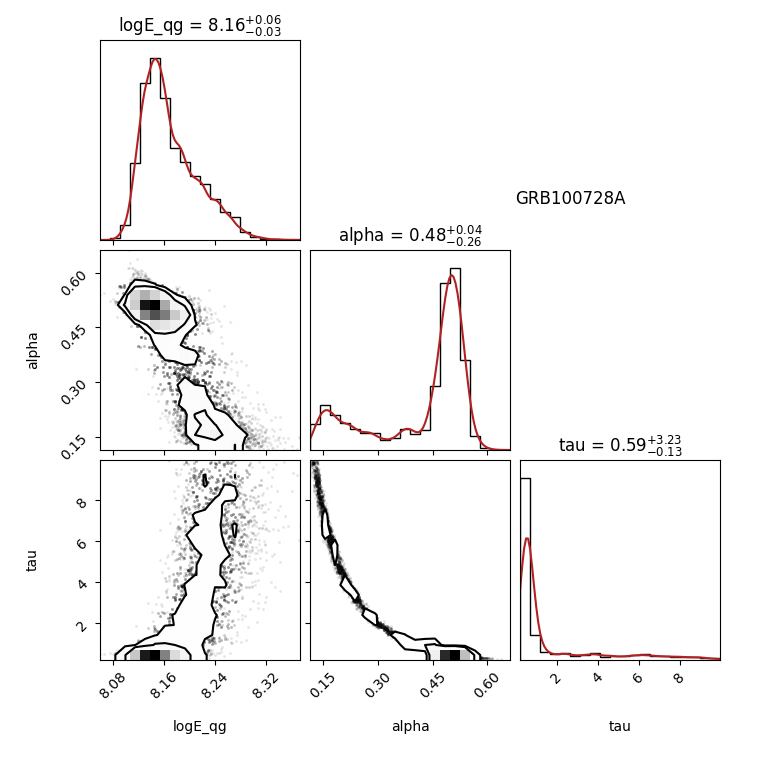 logE_qg = 8.16+0.06−0.03
GRB100728A
alpha = 0.48+0.04−0.26
0.60
0.45
0.30
0.15
alpha
tau = 0.59+3.23−0.13
8
6
4
2
tau
8.08 8.16 8.24 8.32 0.15 0.30 0.45 0.60 2 4 6 8
logE_qg alpha tau